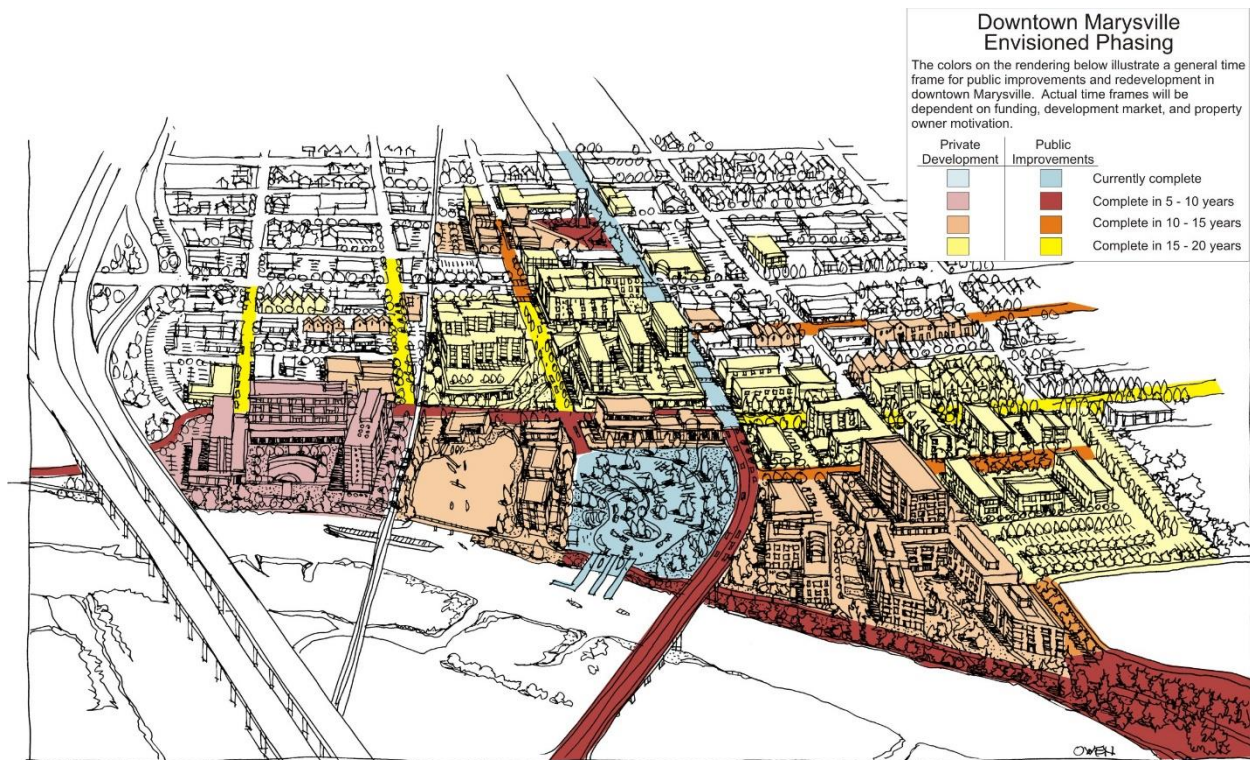 Downtown Marysville
Envisioned Phasing
The colors on the rendering below illustrate a general time
frame for public improvements and redevelopment in
downtown Marysville. Actual time frames will be
dependent on funding, development market, and property
owner motivation.
Private Development
Public Improvements
Currently complete
Complete in 5 - 10 years
Complete in 10 - 15 years
Complete in 15 - 20 years
OWEN